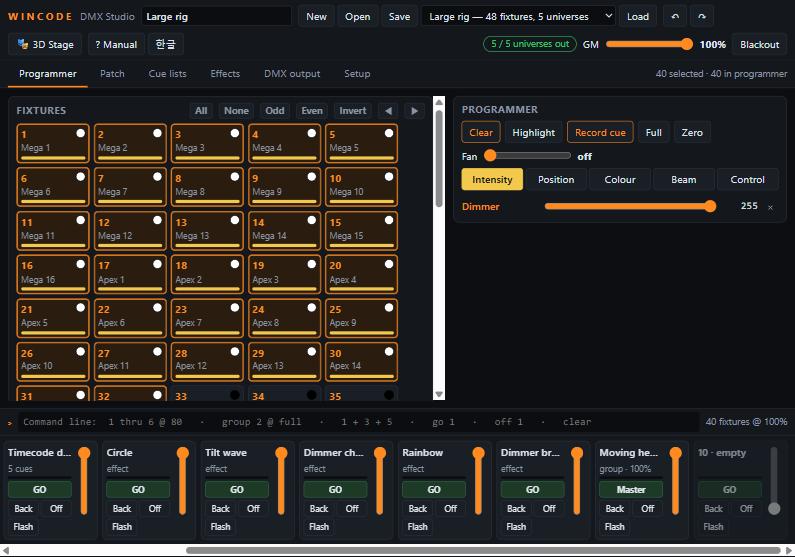 WINCODE DMX Studio Large rig New Open Save Large rig — 48 fixtures, 5 universes Load
3D Stage ? Manual 한글 5 / 5 universes out GM 100% Blackout
Programmer Patch Cue lists Effects DMX output Setup 40 selected · 40 in programmer
FIXTURES All None Odd Even Invert
1 2 3 4 5
Mega 1 Mega 2 Mega 3 Mega 4 Mega 5
6 7 8 9 10
Mega 6 Mega 7 Mega 8 Mega 9 Mega 10
11 12 13 14 15
Mega 11 Mega 12 Mega 13 Mega 14 Mega 15
16 17 18 19 20
Mega 16 Apex 1 Apex 2 Apex 3 Apex 4
21 22 23 24 25
Apex 5 Apex 6 Apex 7 Apex 8 Apex 9
26 27 28 29 30
Apex 10 Apex 11 Apex 12 Apex 13 Apex 14
31 32 33 34 35
PROGRAMMER
Clear Highlight Record cue Full Zero
Fan off
Intensity Position Colour Beam Control
Dimmer 255 ×
> Command line: 1 thru 6 @ 80 · group 2 @ full · 1 + 3 + 5 · go 1 · off 1 · clear 40 fixtures @ 100%
Timecode d... Circle Tilt wave Dimmer ch... Rainbow Dimmer br... Moving he... 10 · empty
5 cues effect effect effect effect effect group · 100%
GO GO GO GO GO GO Master GO
Back Off Back Off Back Off Back Off Back Off Back Off Back Off Back Off
Flash Flash Flash Flash Flash Flash Flash Flash